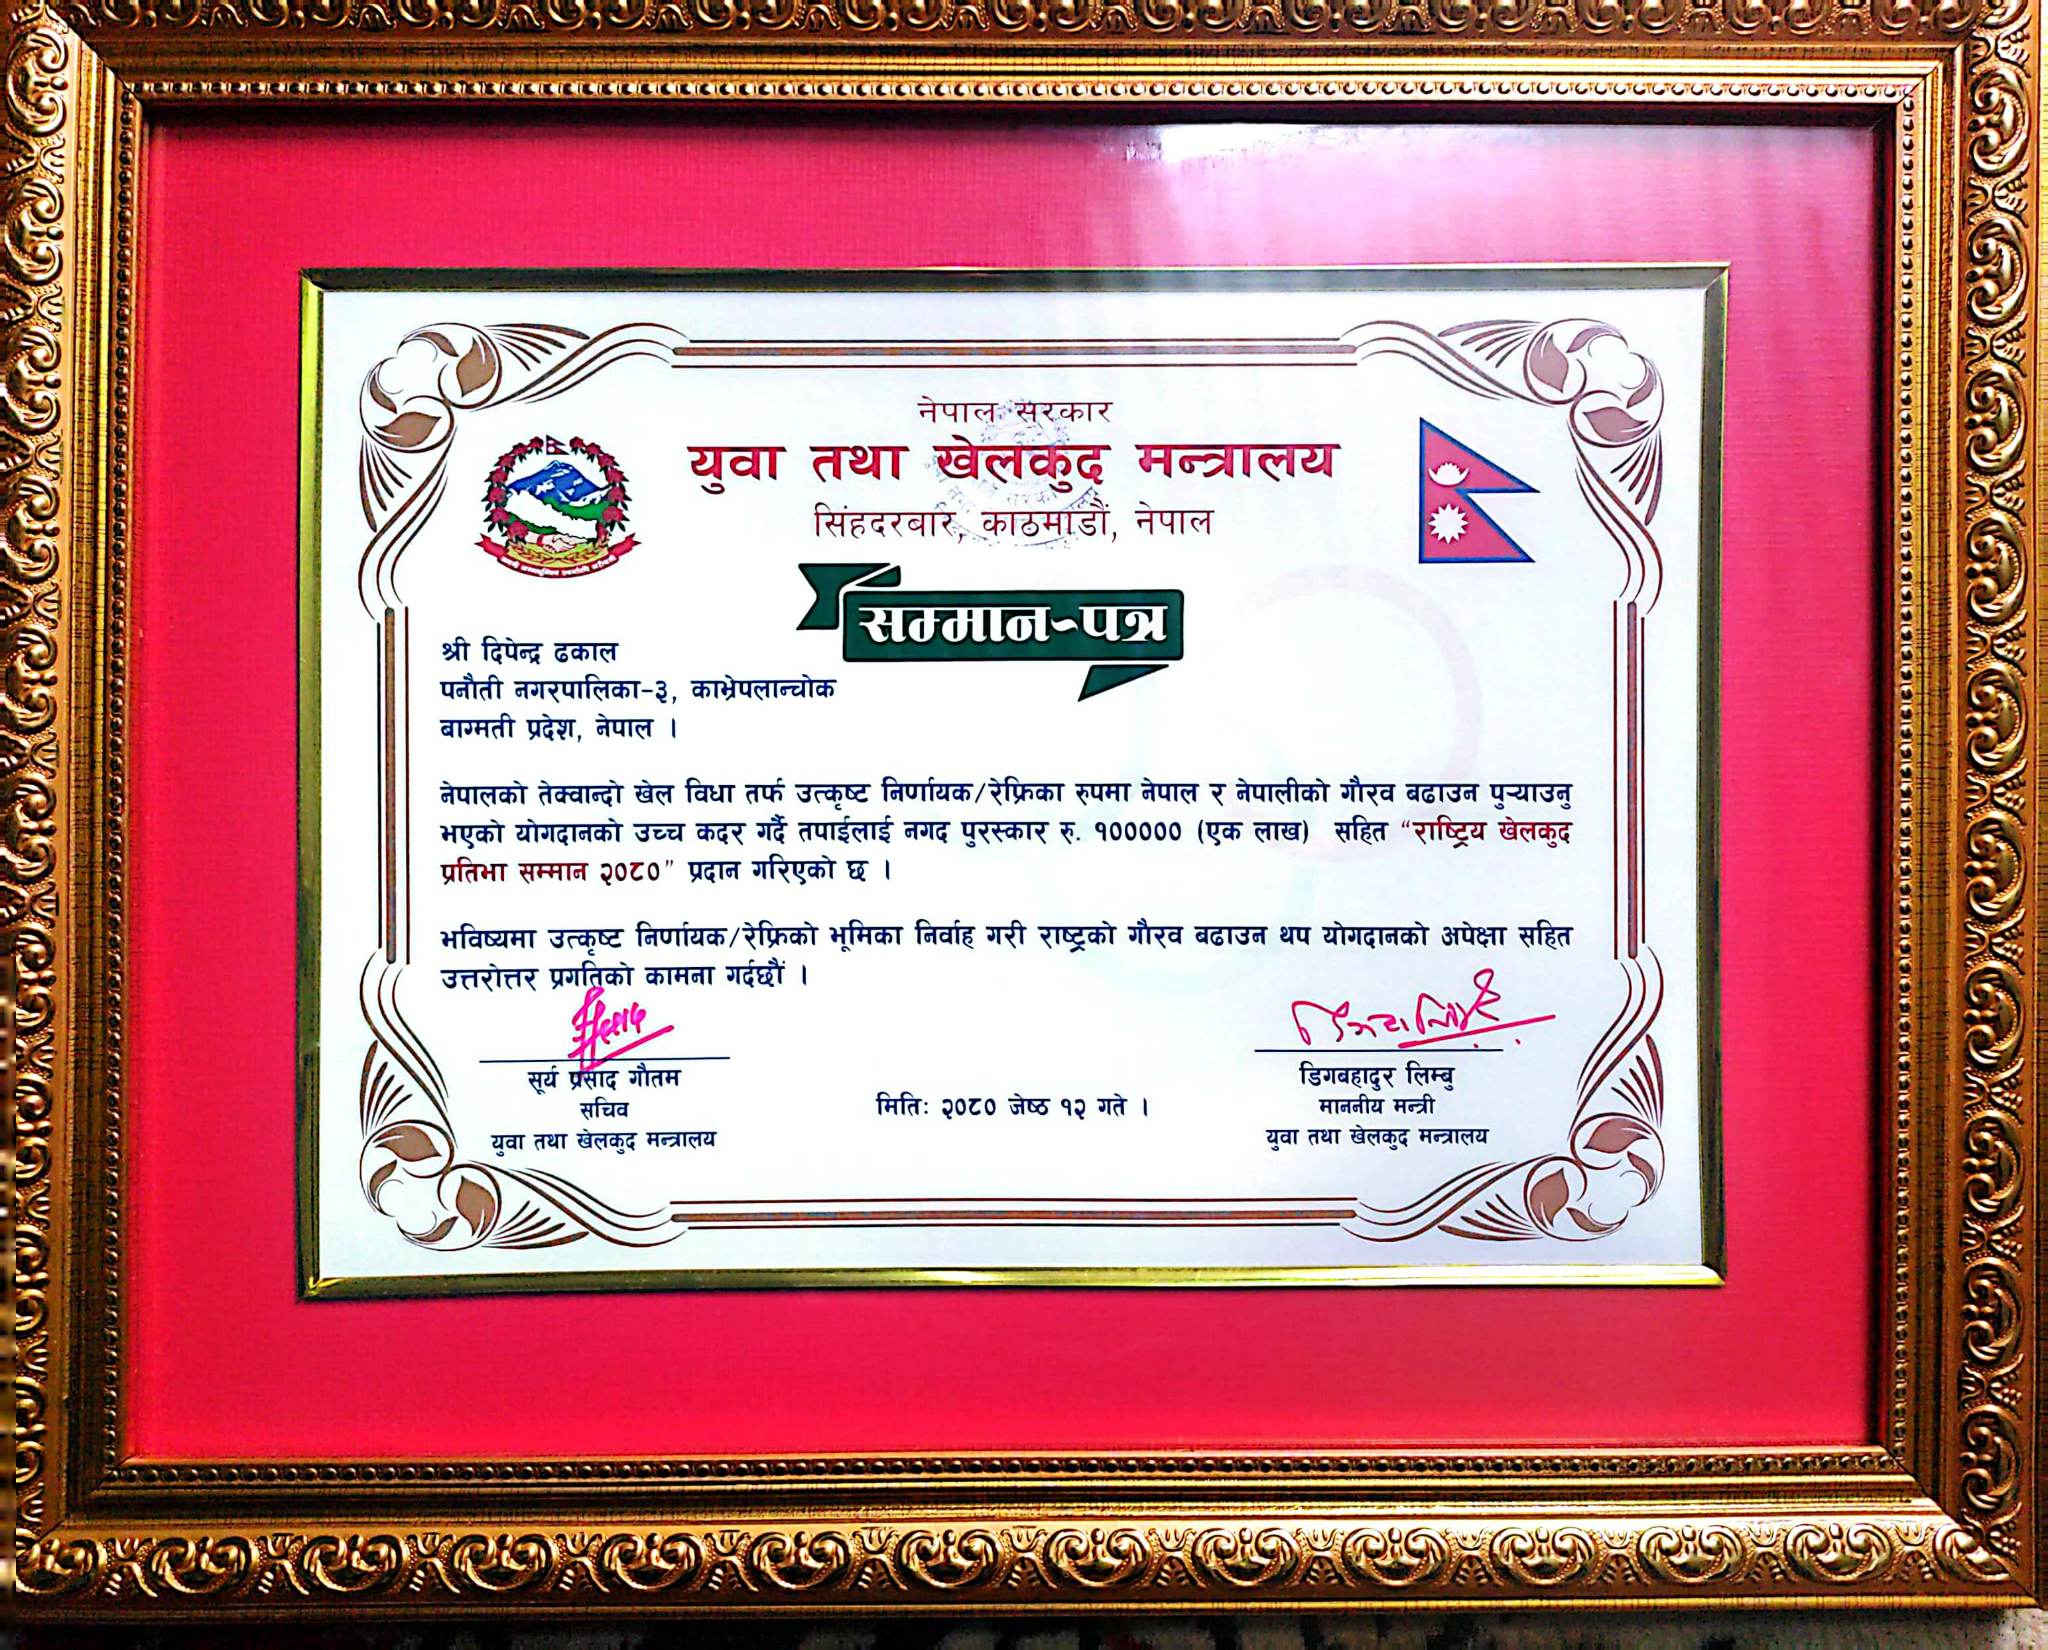 नेपाल सरकार
युवा तथा खेलकुद मन्त्रालय
सिंहदरबार, काठमाडौं, नेपाल
सम्मान-पत्र
श्री दिपेन्द्र ढकाल
पनौती नगरपालिका-३, काभ्रेपलान्चोक
बाग्मती प्रदेश, नेपाल ।
नेपालको तेक्वान्दो खेल विधा तर्फ उत्कृष्ट निर्णायक/रेफ्रिका रुपमा नेपाल र नेपालीको गौरव बढाउन पुर्‍याउनु
भएको योगदानको उच्च कदर गर्दै तपाईलाई नगद पुरस्कार रु. १००००० (एक लाख) सहित “राष्ट्रिय खेलकुद
प्रतिभा सम्मान २०८०” प्रदान गरिएको छ ।
भविष्यमा उत्कृष्ट निर्णायक/रेफ्रिको भूमिका निर्वाह गरी राष्ट्रको गौरव बढाउन थप योगदानको अपेक्षा सहित
उत्तरोत्तर प्रगतिको कामना गर्दछौं ।
सूर्य प्रसाद गौतम
सचिव
युवा तथा खेलकुद मन्त्रालय
मिति: २०८० जेष्ठ १२ गते ।
डिगबहादुर लिम्बु
माननीय मन्त्री
युवा तथा खेलकुद मन्त्रालय